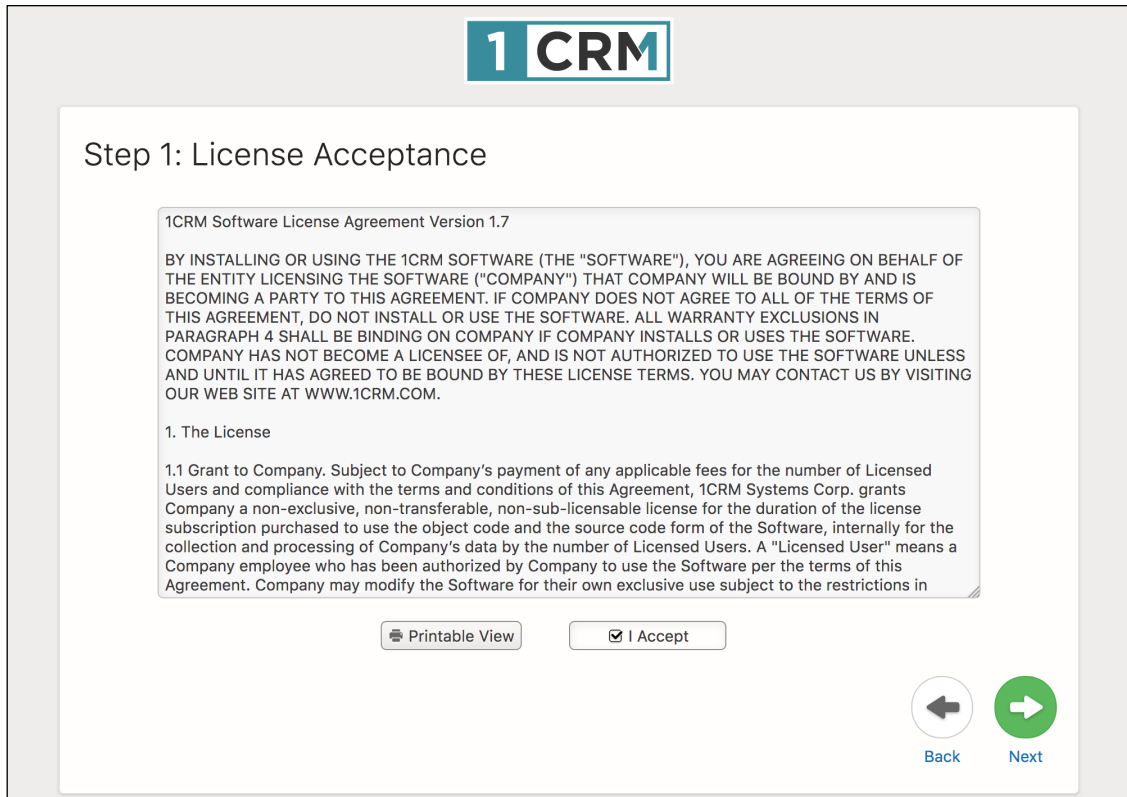 1 CRM
Step 1: License Acceptance
1CRM Software License Agreement Version 1.7
BY INSTALLING OR USING THE 1CRM SOFTWARE (THE "SOFTWARE"), YOU ARE AGREEING ON BEHALF OF
THE ENTITY LICENSING THE SOFTWARE ("COMPANY") THAT COMPANY WILL BE BOUND BY AND IS
BECOMING A PARTY TO THIS AGREEMENT. IF COMPANY DOES NOT AGREE TO ALL OF THE TERMS OF
THIS AGREEMENT, DO NOT INSTALL OR USE THE SOFTWARE. ALL WARRANTY EXCLUSIONS IN
PARAGRAPH 4 SHALL BE BINDING ON COMPANY IF COMPANY INSTALLS OR USES THE SOFTWARE.
COMPANY HAS NOT BECOME A LICENSEE OF, AND IS NOT AUTHORIZED TO USE THE SOFTWARE UNLESS
AND UNTIL IT HAS AGREED TO BE BOUND BY THESE LICENSE TERMS. YOU MAY CONTACT US BY VISITING
OUR WEB SITE AT WWW.1CRM.COM.
1. The License
1.1 Grant to Company. Subject to Company’s payment of any applicable fees for the number of Licensed
Users and compliance with the terms and conditions of this Agreement, 1CRM Systems Corp. grants
Company a non-exclusive, non-transferable, non-sub-licensable license for the duration of the license
subscription purchased to use the object code and the source code form of the Software, internally for the
collection and processing of Company’s data by the number of Licensed Users. A "Licensed User" means a
Company employee who has been authorized by Company to use the Software per the terms of this
Agreement. Company may modify the Software for their own exclusive use subject to the restrictions in
Printable View
I Accept
Back
Next